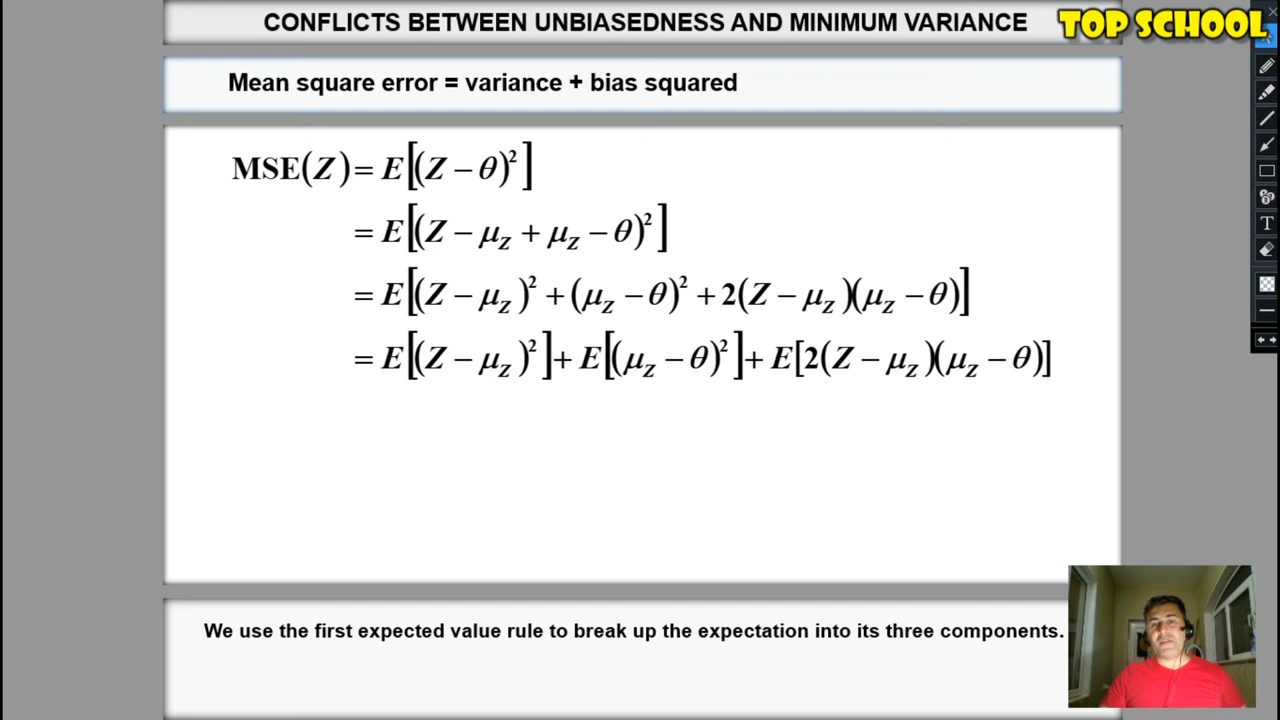 CONFLICTS BETWEEN UNBIASEDNESS AND MINIMUM VARIANCE
TOP SCHOOL
Mean square error = variance + bias squared
MSE(Z) = E[(Z − θ)²]
= E[(Z − μ_Z + μ_Z − θ)²]
= E[(Z − μ_Z)² + (μ_Z − θ)² + 2(Z − μ_Z)(μ_Z − θ)]
= E[(Z − μ_Z)²] + E[(μ_Z − θ)²] + E[2(Z − μ_Z)(μ_Z − θ)]
We use the first expected value rule to break up the expectation into its three components.